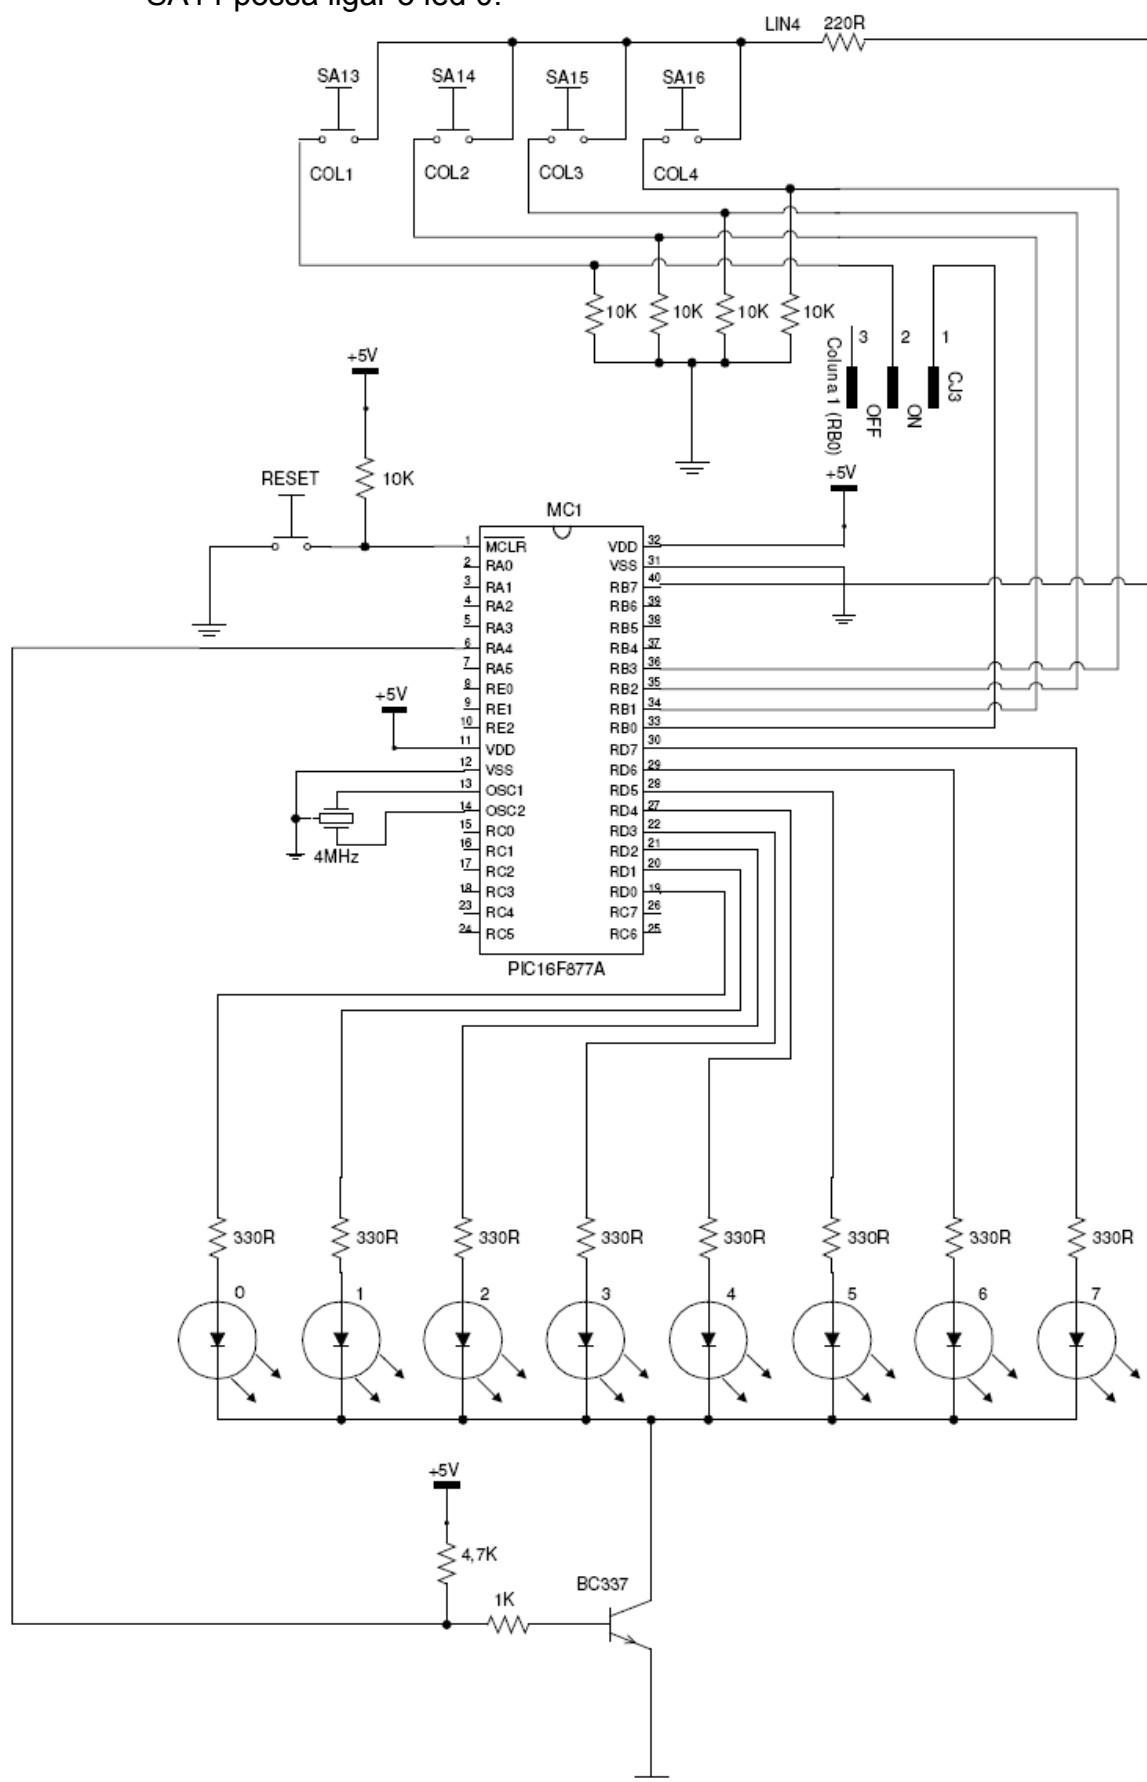 SA14 possa ligar o led 0.
LIN4 220R
SA13 SA14 SA15 SA16
COL1 COL2 COL3 COL4
10K 10K 10K 10K
3 2 1
Coluna 1 (RB0)
OFF
ON
CJ3
+5V
10K
RESET
+5V
MC1
1 MCLR
2 RA0
3 RA1
4 RA2
5 RA3
6 RA4
7 RA5
8 RE0
9 RE1
10 RE2
11 VDD
12 VSS
13 OSC1
14 OSC2
15 RC0
16 RC1
17 RC2
18 RC3
23 RC4
24 RC5
VDD 32
VSS 31
RB7 40
RB6 39
RB5 38
RB4 37
RB3 36
RB2 35
RB1 34
RB0 33
RD7 30
RD6 29
RD5 28
RD4 27
RD3 22
RD2 21
RD1 20
RD0 19
RC7 26
RC6 25
+5V
4MHz
PIC16F877A
330R 330R 330R 330R 330R 330R 330R 330R
0 1 2 3 4 5 6 7
+5V
4,7K
1K
BC337